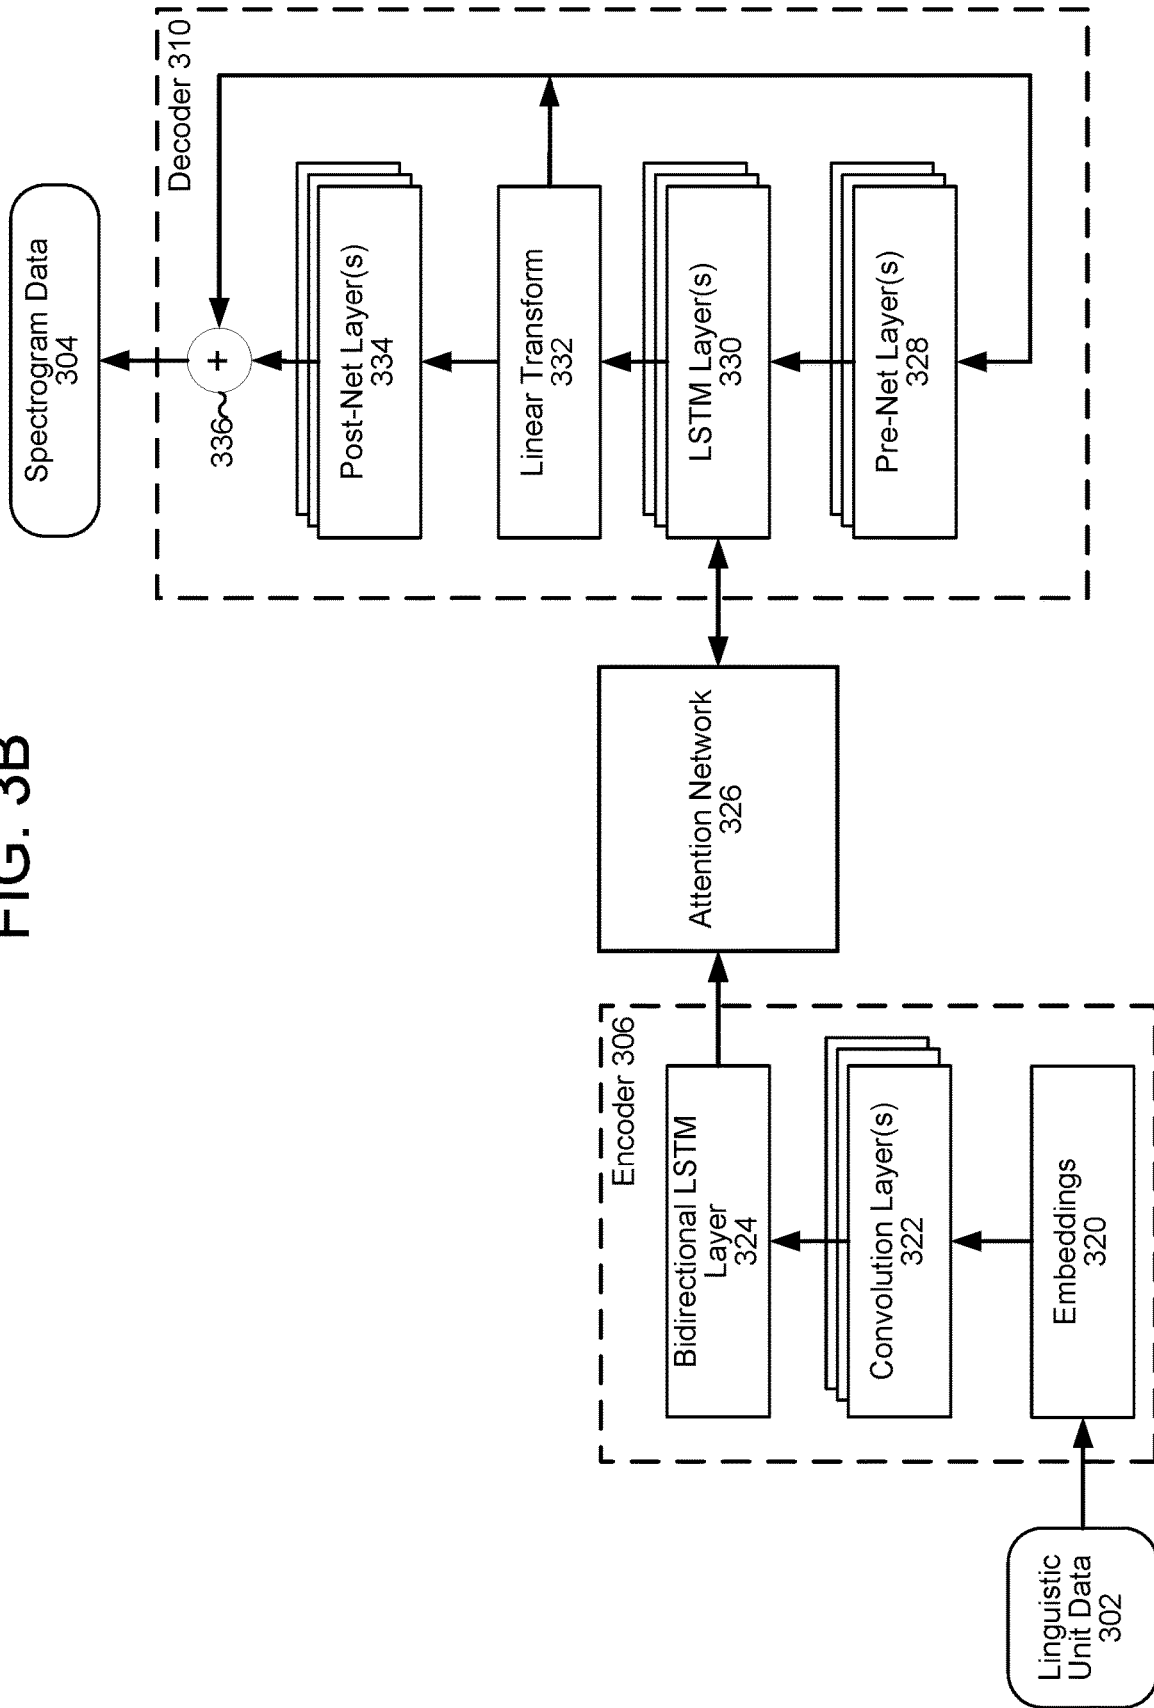 FIG. 3B
Spectrogram Data
304
Decoder 310
336
Post-Net Layer(s)
334
Linear Transform
332
LSTM Layer(s)
330
Pre-Net Layer(s)
328
Attention Network
326
Encoder 306
Bidirectional LSTM
Layer
324
Convolution Layer(s)
322
Embeddings
320
Linguistic
Unit Data
302
+